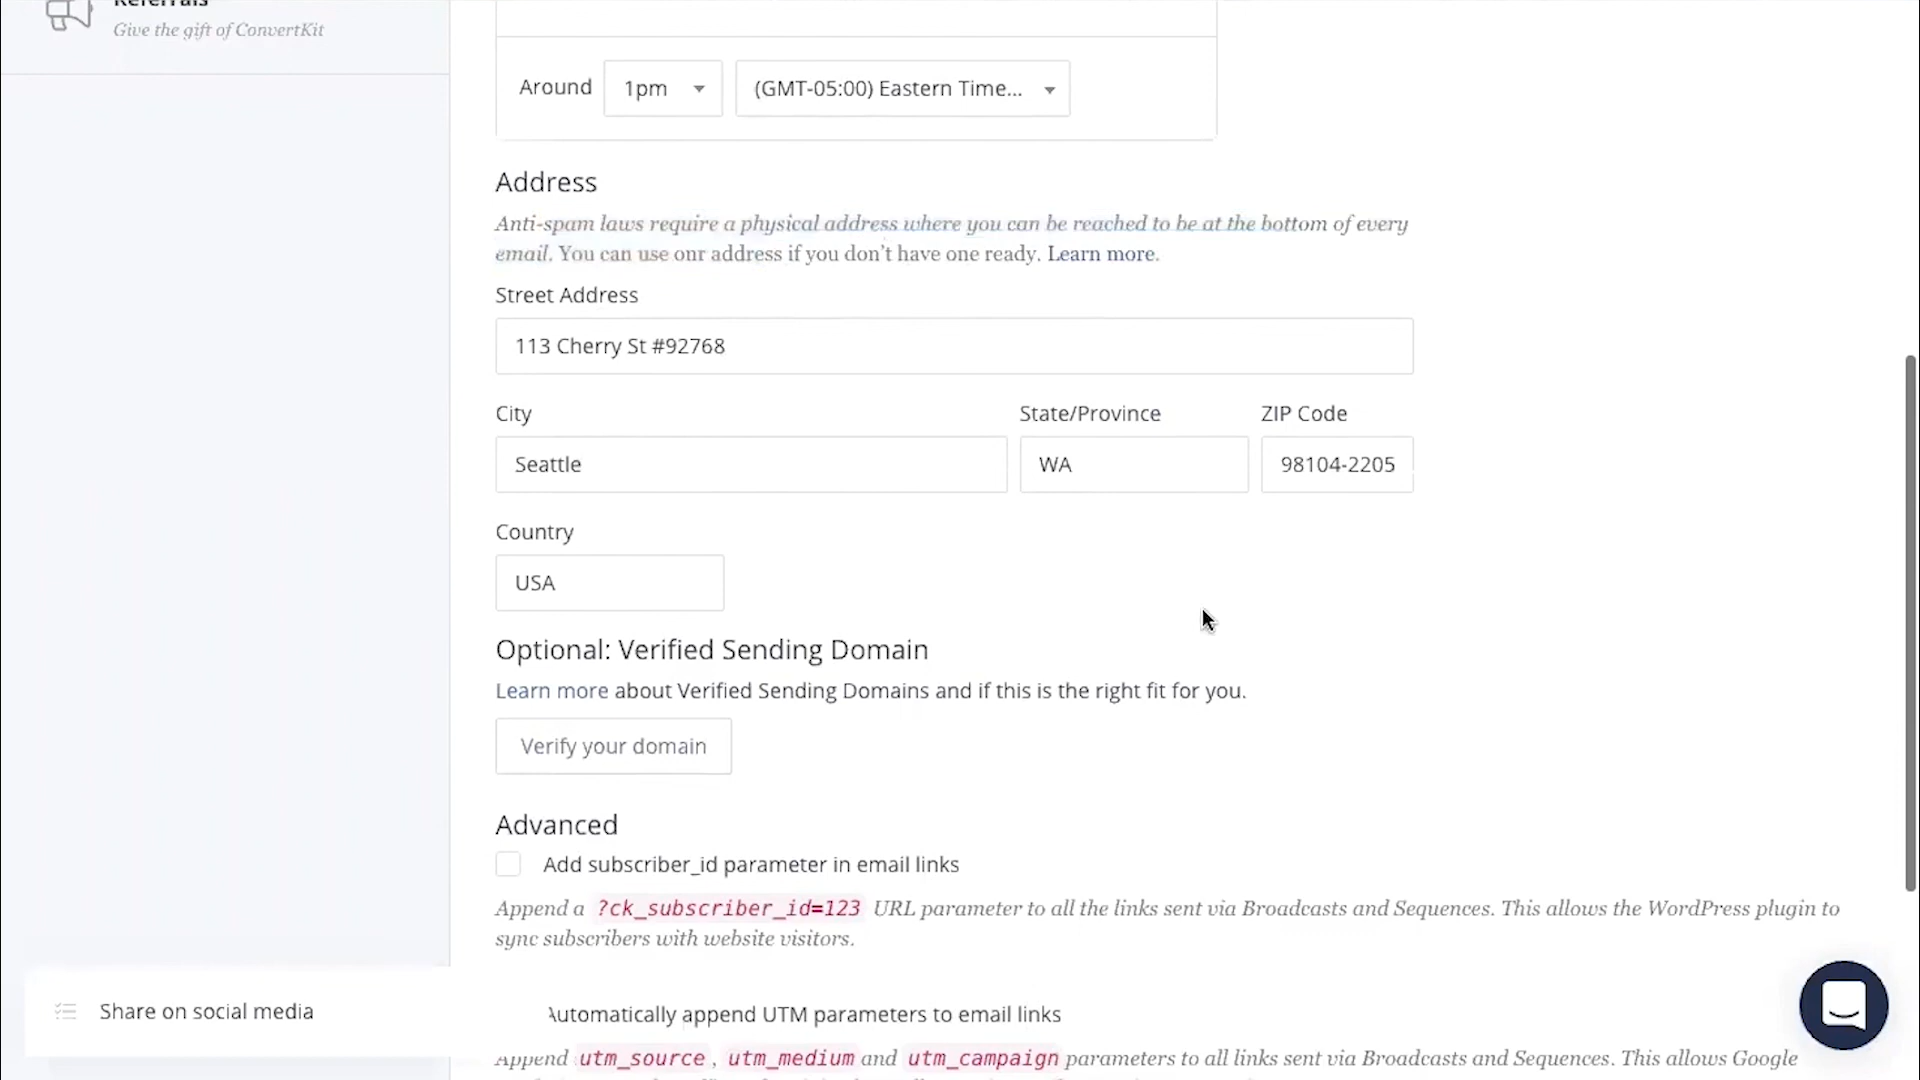 Referrals
Give the gift of ConvertKit
Around 1pm (GMT-05:00) Eastern Time...
Address
Anti-spam laws require a physical address where you can be reached to be at the bottom of every
email. You can use our address if you don't have one ready. Learn more.
Street Address
113 Cherry St #92768
City State/Province ZIP Code
Seattle WA 98104-2205
Country
USA
Optional: Verified Sending Domain
Learn more about Verified Sending Domains and if this is the right fit for you.
Verify your domain
Advanced
Add subscriber_id parameter in email links
Append a ?ck_subscriber_id=123 URL parameter to all the links sent via Broadcasts and Sequences. This allows the WordPress plugin to
sync subscribers with website visitors.
Share on social media
Automatically append UTM parameters to email links
Append utm_source, utm_medium and utm_campaign parameters to all links sent via Broadcasts and Sequences. This allows Google